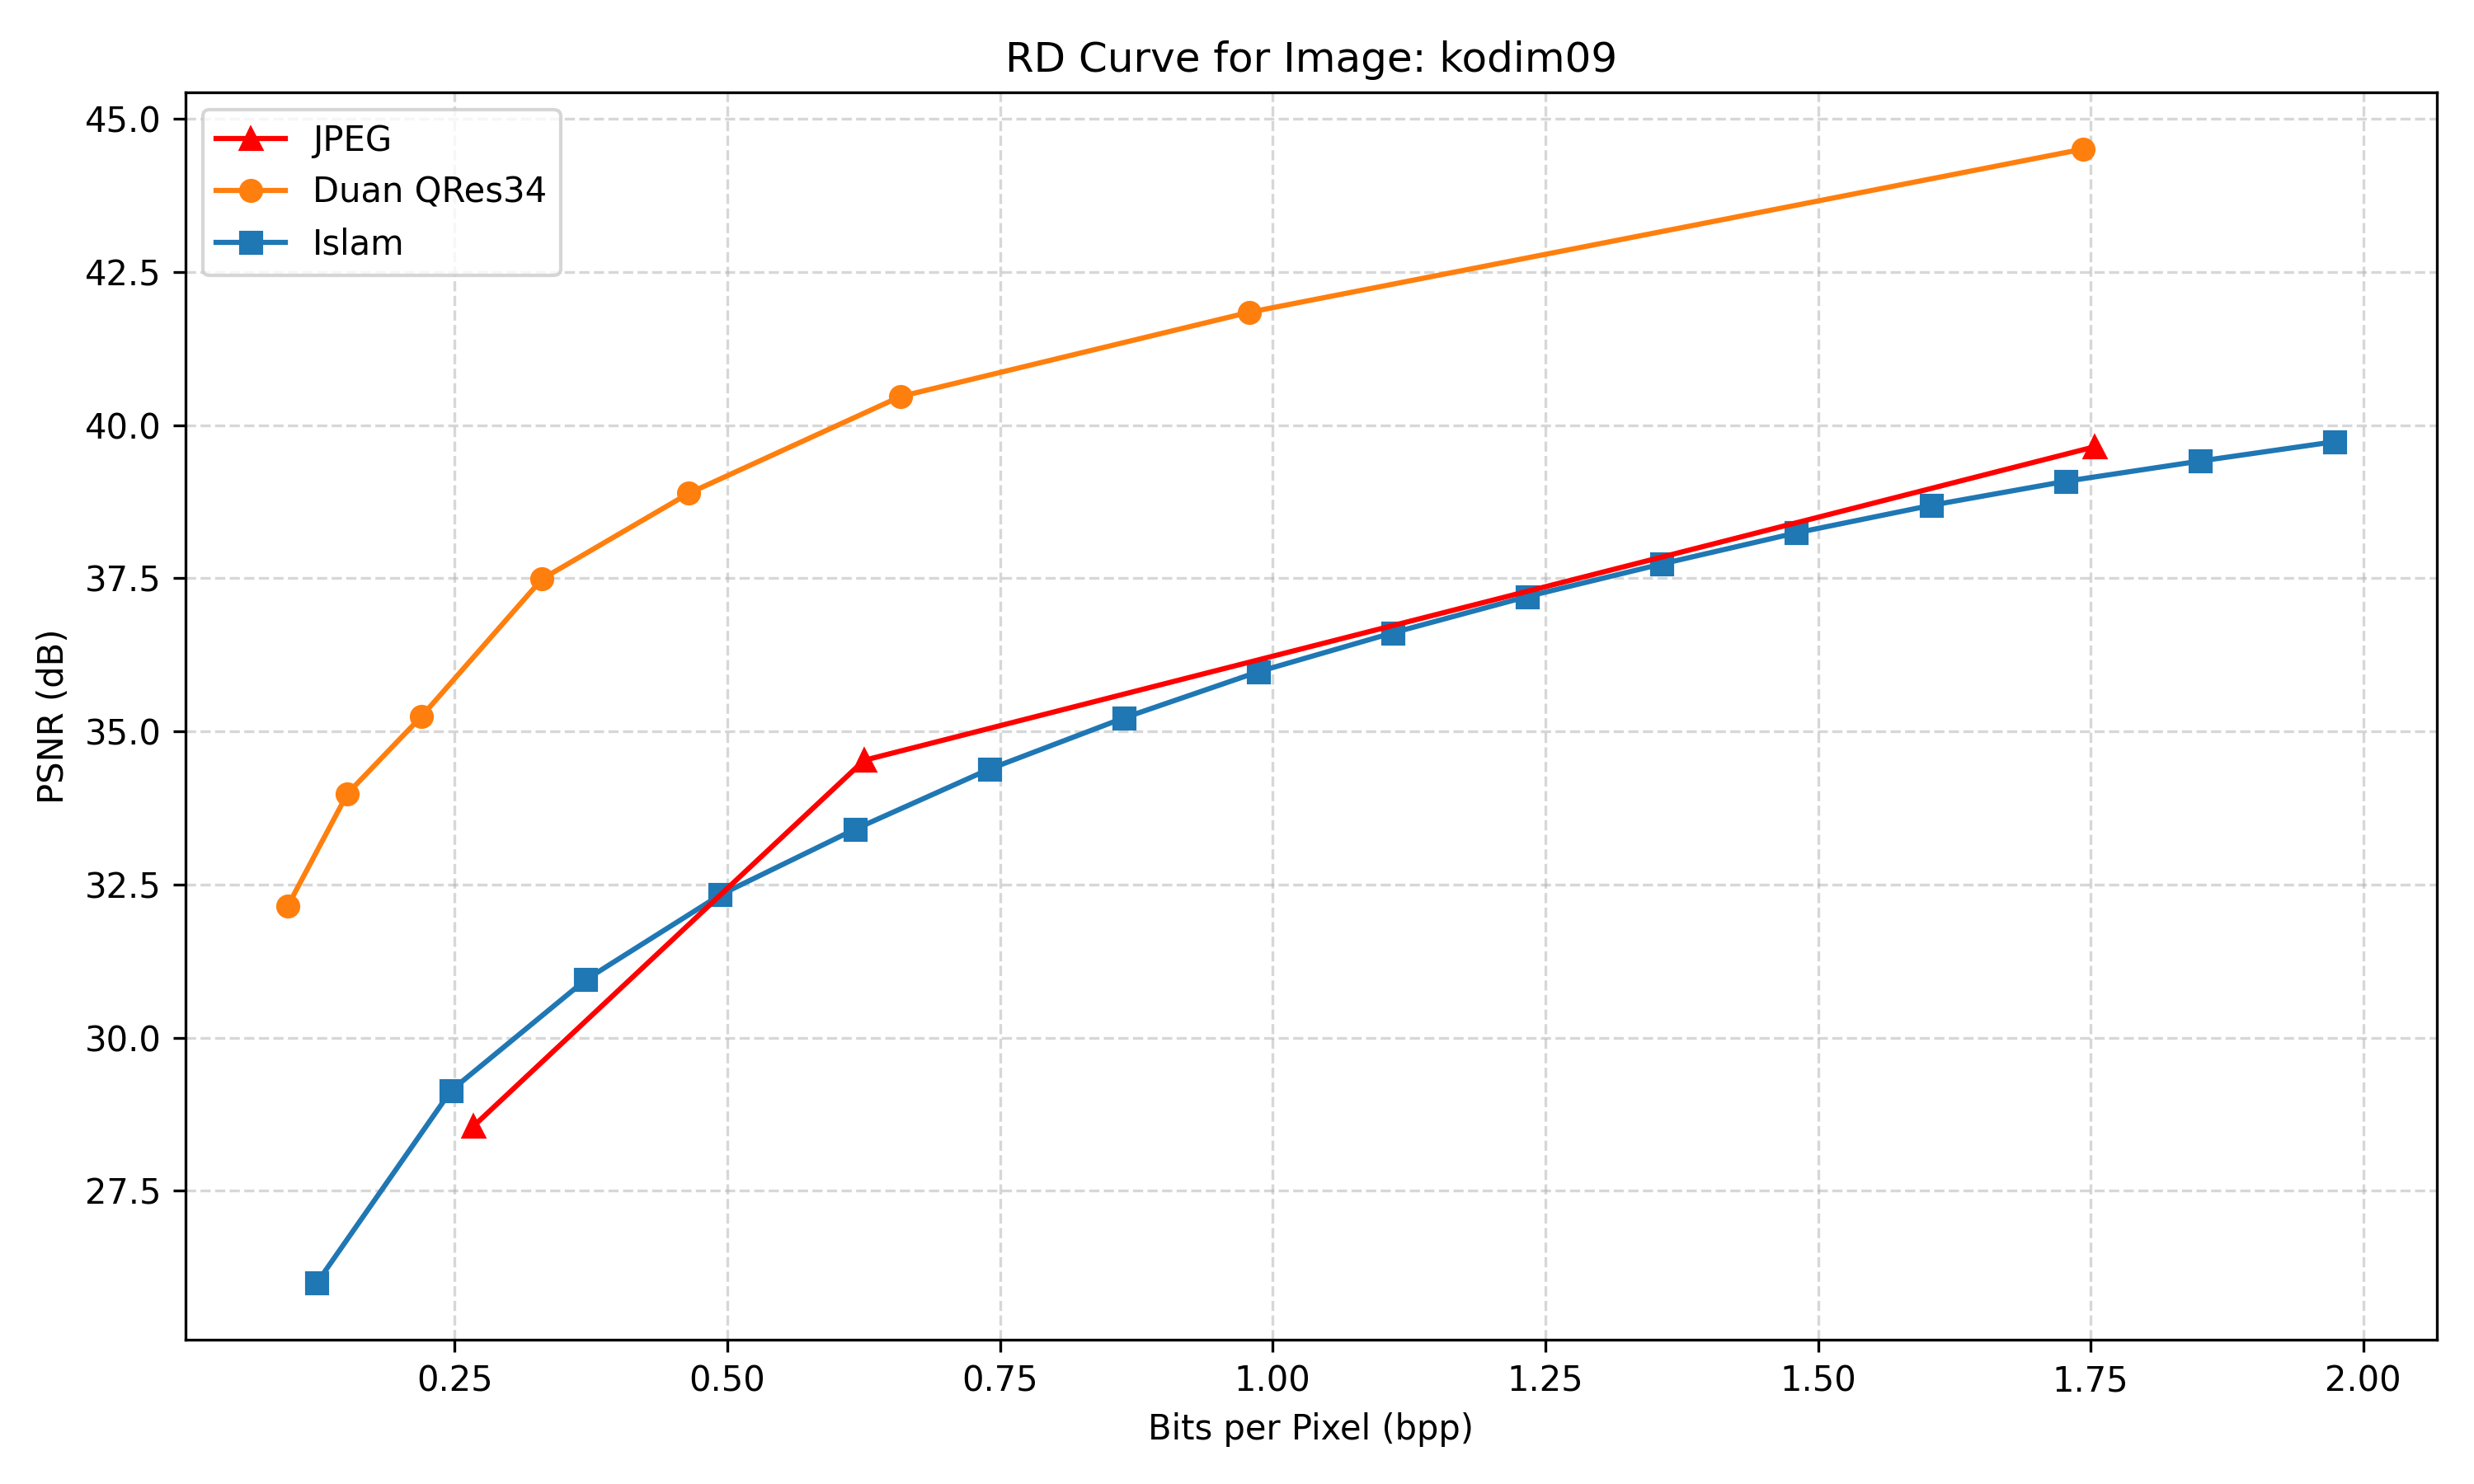 RD Curve for Image: kodim09
JPEG
Duan QRes34
Islam
PSNR (dB)
45.0
42.5
40.0
37.5
35.0
32.5
30.0
27.5
0.25 0.50 0.75 1.00 1.25 1.50 1.75 2.00
Bits per Pixel (bpp)